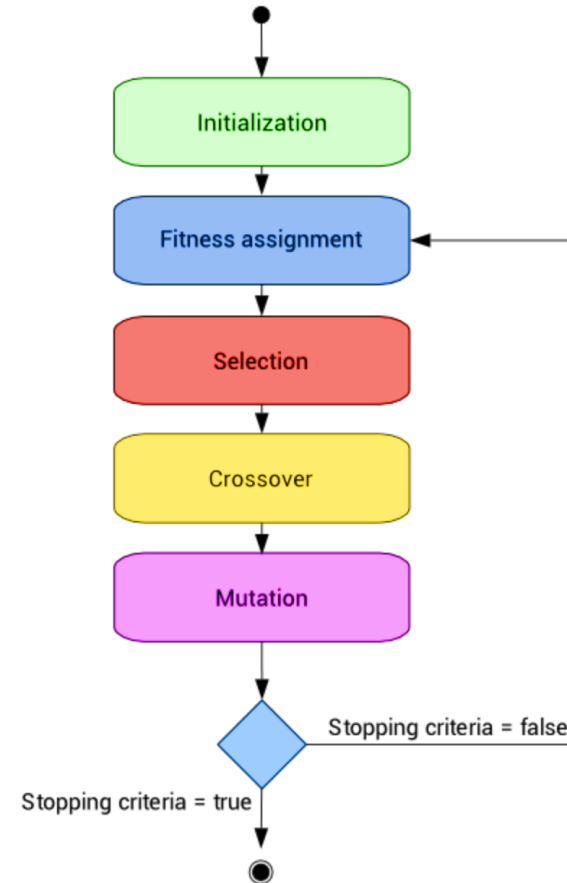 Initialization
Fitness assignment
Selection
Crossover
Mutation
Stopping criteria = false
Stopping criteria = true